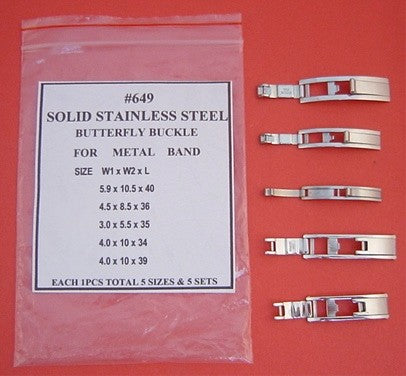 #649
SOLID STAINLESS STEEL
BUTTERFLY BUCKLE
FOR METAL BAND
SIZE W1 x W2 x L
5.9 x 10.5 x 40
4.5 x 8.5 x 36
3.0 x 5.5 x 35
4.0 x 10 x 34
4.0 x 10 x 39
EACH 1PCS TOTAL 5 SIZES & 5 SETS